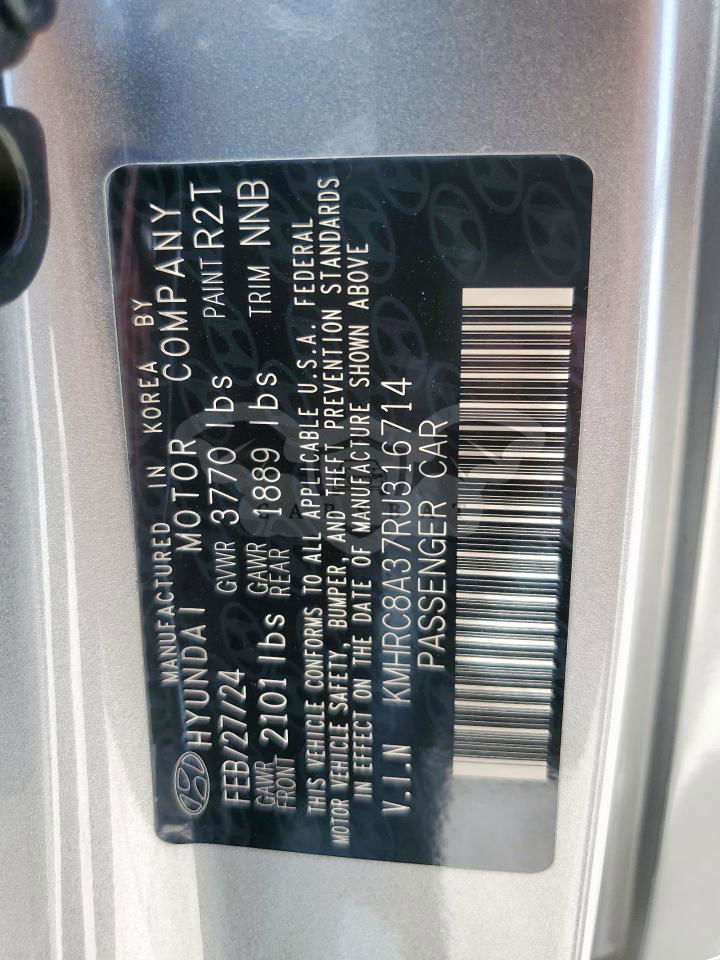 MANUFACTURED IN KOREA BY
HYUNDAI MOTOR COMPANY
FEB/27/24 GVWR 3770 lbs PAINT R2T
GAWR FRONT 2101 lbs GAWR REAR 1889 lbs TRIM NNB
THIS VEHICLE CONFORMS TO ALL APPLICABLE U.S.A. FEDERAL
MOTOR VEHICLE SAFETY, BUMPER, AND THEFT PREVENTION STANDARDS
IN EFFECT ON THE DATE OF MANUFACTURE SHOWN ABOVE
V.I.N KMHRC8A37RU316714
PASSENGER CAR